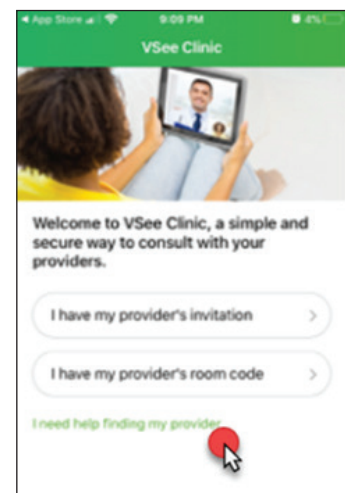 App Store 9:09 PM 4%
VSee Clinic
Welcome to VSee Clinic, a simple and
secure way to consult with your
providers.
I have my provider's invitation
I have my provider's room code
I need help finding my provider